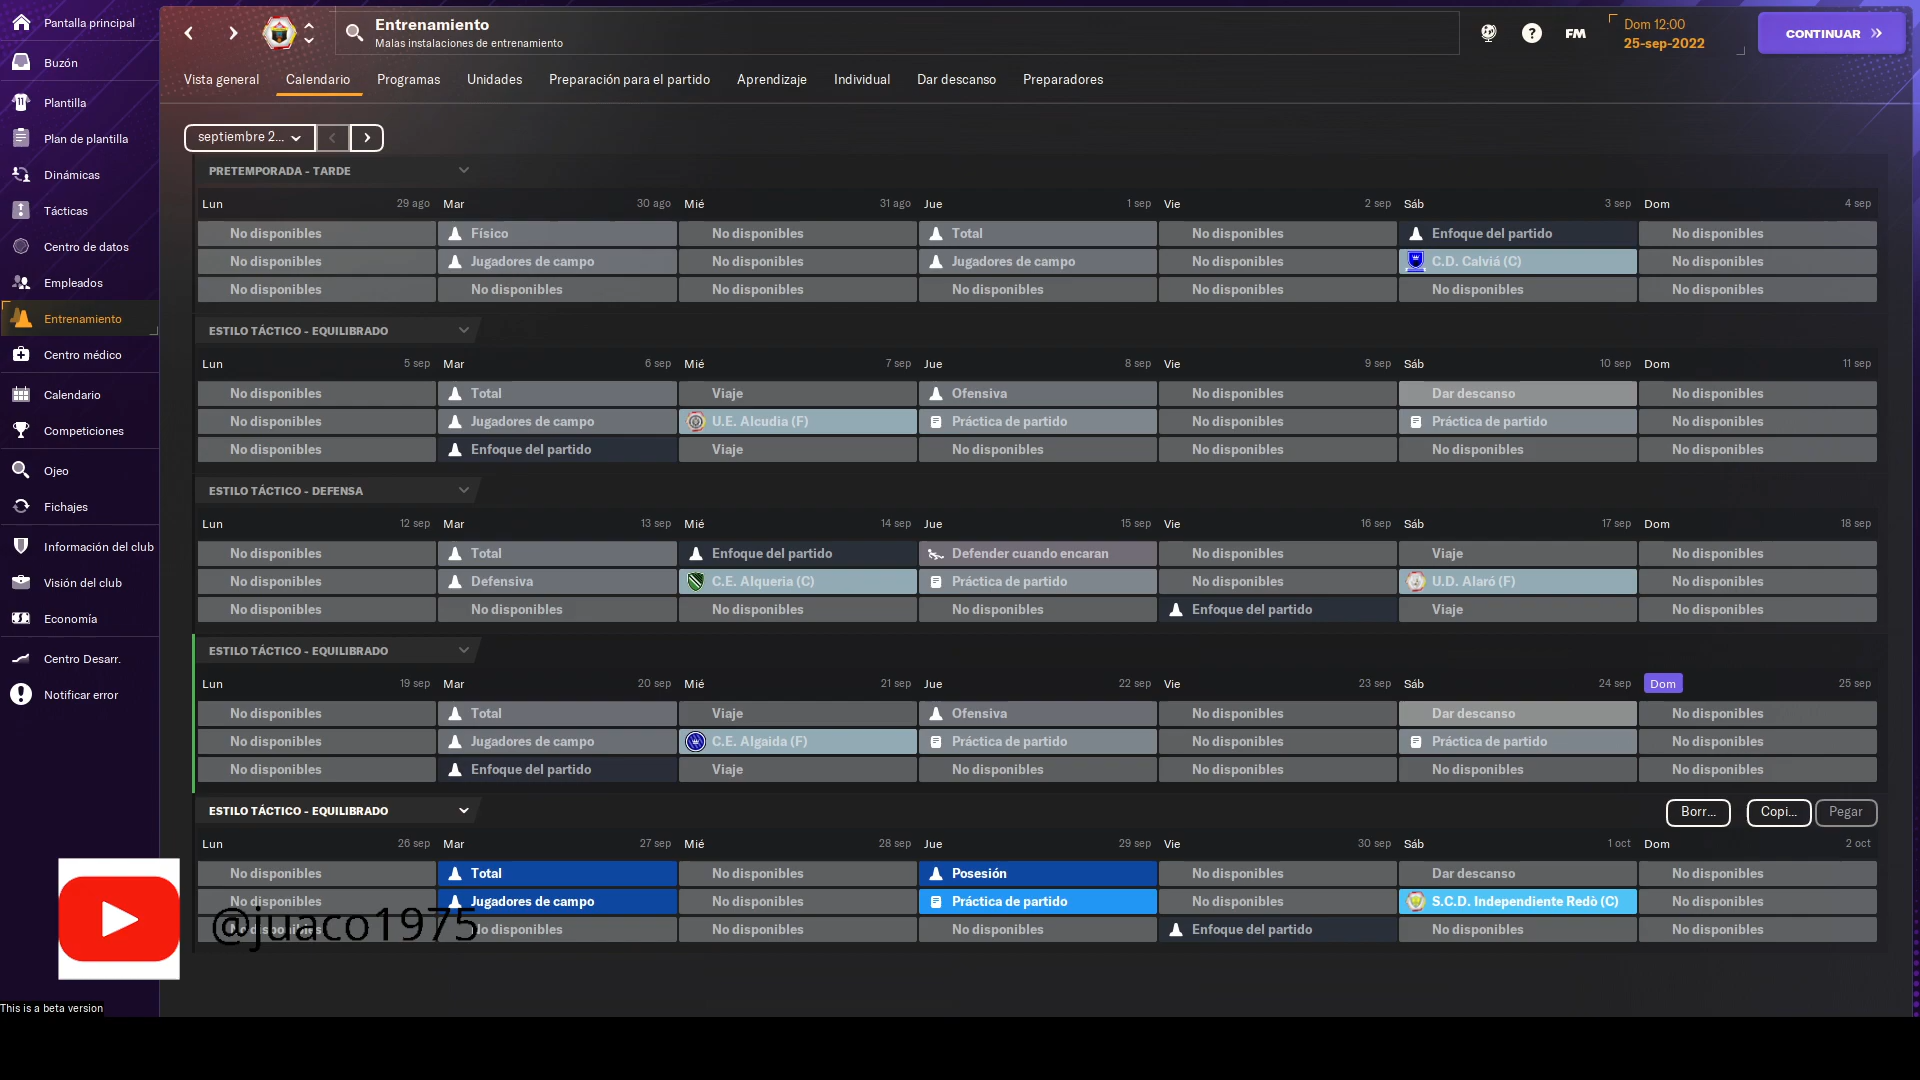 Pantalla principal
Buzón
Plantilla
Plan de plantilla
Dinámicas
Tácticas
Centro de datos
Empleados
Entrenamiento
Centro médico
Calendario
Competiciones
Ojeo
Fichajes
Información del club
Visión del club
Economía
Centro Desarr.
Notificar error
Entrenamiento
Malas instalaciones de entrenamiento
FM
Dom 12:00
25-sep-2022
CONTINUAR
Vista general Calendario Programas Unidades Preparación para el partido Aprendizaje Individual Dar descanso Preparadores
septiembre 2...
PRETEMPORADA - TARDE
Lun 29 ago Mar 30 ago Mié 31 ago Jue 1 sep Vie 2 sep Sáb 3 sep Dom 4 sep
No disponibles Físico No disponibles Total No disponibles Enfoque del partido No disponibles
No disponibles Jugadores de campo No disponibles Jugadores de campo No disponibles C.D. Calviá (C) No disponibles
No disponibles No disponibles No disponibles No disponibles No disponibles No disponibles No disponibles
ESTILO TÁCTICO - EQUILIBRADO
Lun 5 sep Mar 6 sep Mié 7 sep Jue 8 sep Vie 9 sep Sáb 10 sep Dom 11 sep
No disponibles Total Viaje Ofensiva No disponibles Dar descanso No disponibles
No disponibles Jugadores de campo U.E. Alcudia (F) Práctica de partido No disponibles Práctica de partido No disponibles
No disponibles Enfoque del partido Viaje No disponibles No disponibles No disponibles No disponibles
ESTILO TÁCTICO - DEFENSA
Lun 12 sep Mar 13 sep Mié 14 sep Jue 15 sep Vie 16 sep Sáb 17 sep Dom 18 sep
No disponibles Total Enfoque del partido Defender cuando encaran No disponibles Viaje No disponibles
No disponibles Defensiva C.E. Alqueria (C) Práctica de partido No disponibles U.D. Alaró (F) No disponibles
No disponibles No disponibles No disponibles No disponibles Enfoque del partido Viaje No disponibles
ESTILO TÁCTICO - EQUILIBRADO
Lun 19 sep Mar 20 sep Mié 21 sep Jue 22 sep Vie 23 sep Sáb 24 sep Dom 25 sep
No disponibles Total Viaje Ofensiva No disponibles Dar descanso No disponibles
No disponibles Jugadores de campo C.E. Algaida (F) Práctica de partido No disponibles Práctica de partido No disponibles
No disponibles Enfoque del partido Viaje No disponibles No disponibles No disponibles No disponibles
ESTILO TÁCTICO - EQUILIBRADO Borr... Copi... Pegar
Lun 26 sep Mar 27 sep Mié 28 sep Jue 29 sep Vie 30 sep Sáb 1 oct Dom 2 oct
No disponibles Total No disponibles Posesión No disponibles Dar descanso No disponibles
No disponibles Jugadores de campo No disponibles Práctica de partido No disponibles S.C.D. Independiente Redò (C) No disponibles
No disponibles No disponibles No disponibles No disponibles Enfoque del partido No disponibles No disponibles
@juaco1975
This is a beta version